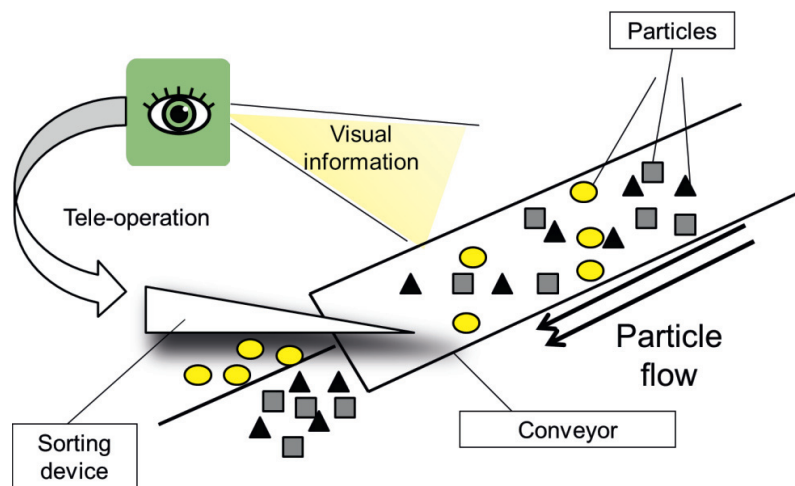 Particles
Visual
information
Tele-operation
Particle
flow
Sorting
device
Conveyor